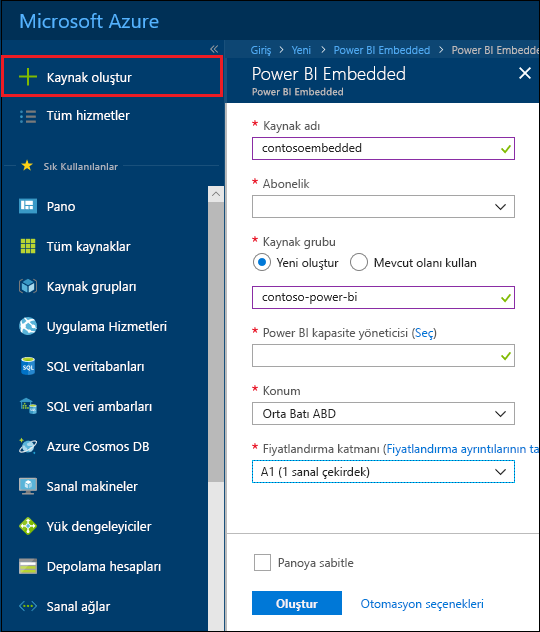 Microsoft Azure
Kaynak oluştur
Tüm hizmetler
Sık Kullanılanlar
Pano
Tüm kaynaklar
Kaynak grupları
Uygulama Hizmetleri
SQL veritabanları
SQL veri ambarları
Azure Cosmos DB
Sanal makineler
Yük dengeleyiciler
Depolama hesapları
Sanal ağlar
Giriş > Yeni > Power BI Embedded > Power BI Embedde
Power BI Embedded
Power BI Embedded
* Kaynak adı
contosoembedded
* Abonelik
* Kaynak grubu
Yeni oluştur Mevcut olanı kullan
contoso-power-bi
* Power BI kapasite yöneticisi (Seç)
* Konum
Orta Batı ABD
* Fiyatlandırma katmanı (Fiyatlandırma ayrıntılarının ta
A1 (1 sanal çekirdek)
Panoya sabitle
Oluştur Otomasyon seçenekleri